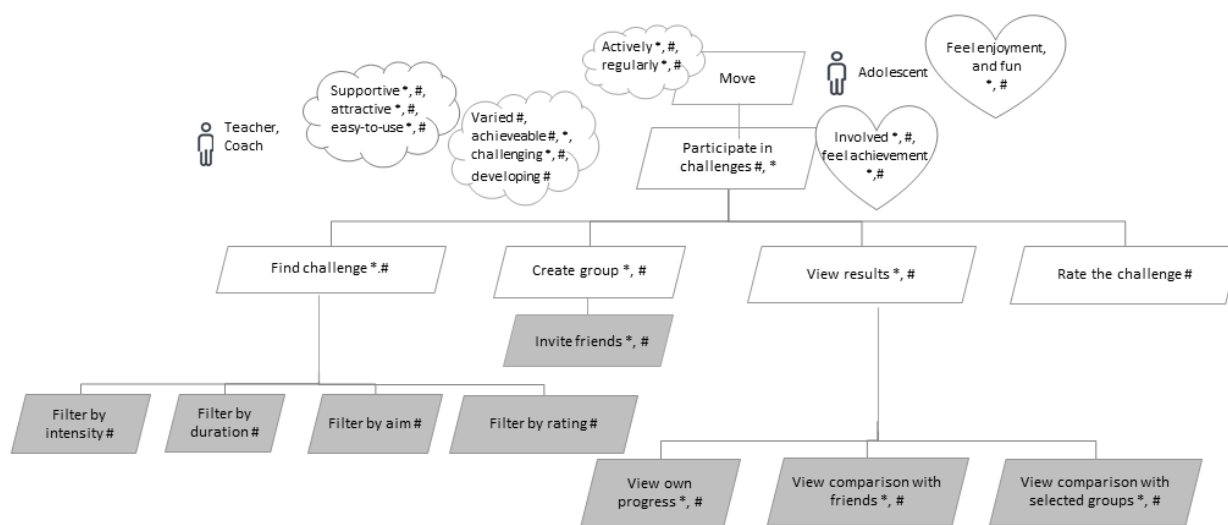 Actively *, #,
regularly *, #
Move
Adolescent
Feel enjoyment,
and fun
*, #
Teacher,
Coach
Supportive *, #,
attractive *, #,
easy-to-use *, #
Varied #,
achieveable #, *,
challenging *, #,
developing #
Participate in
challenges #, *
Involved *, #,
feel achievement
*,#
Find challenge *.#
Create group *, #
View results *, #
Rate the challenge #
Invite friends *, #
Filter by
intensity #
Filter by
duration #
Filter by aim #
Filter by rating #
View own
progress *, #
View comparison with
friends *, #
View comparison with
selected groups *, #